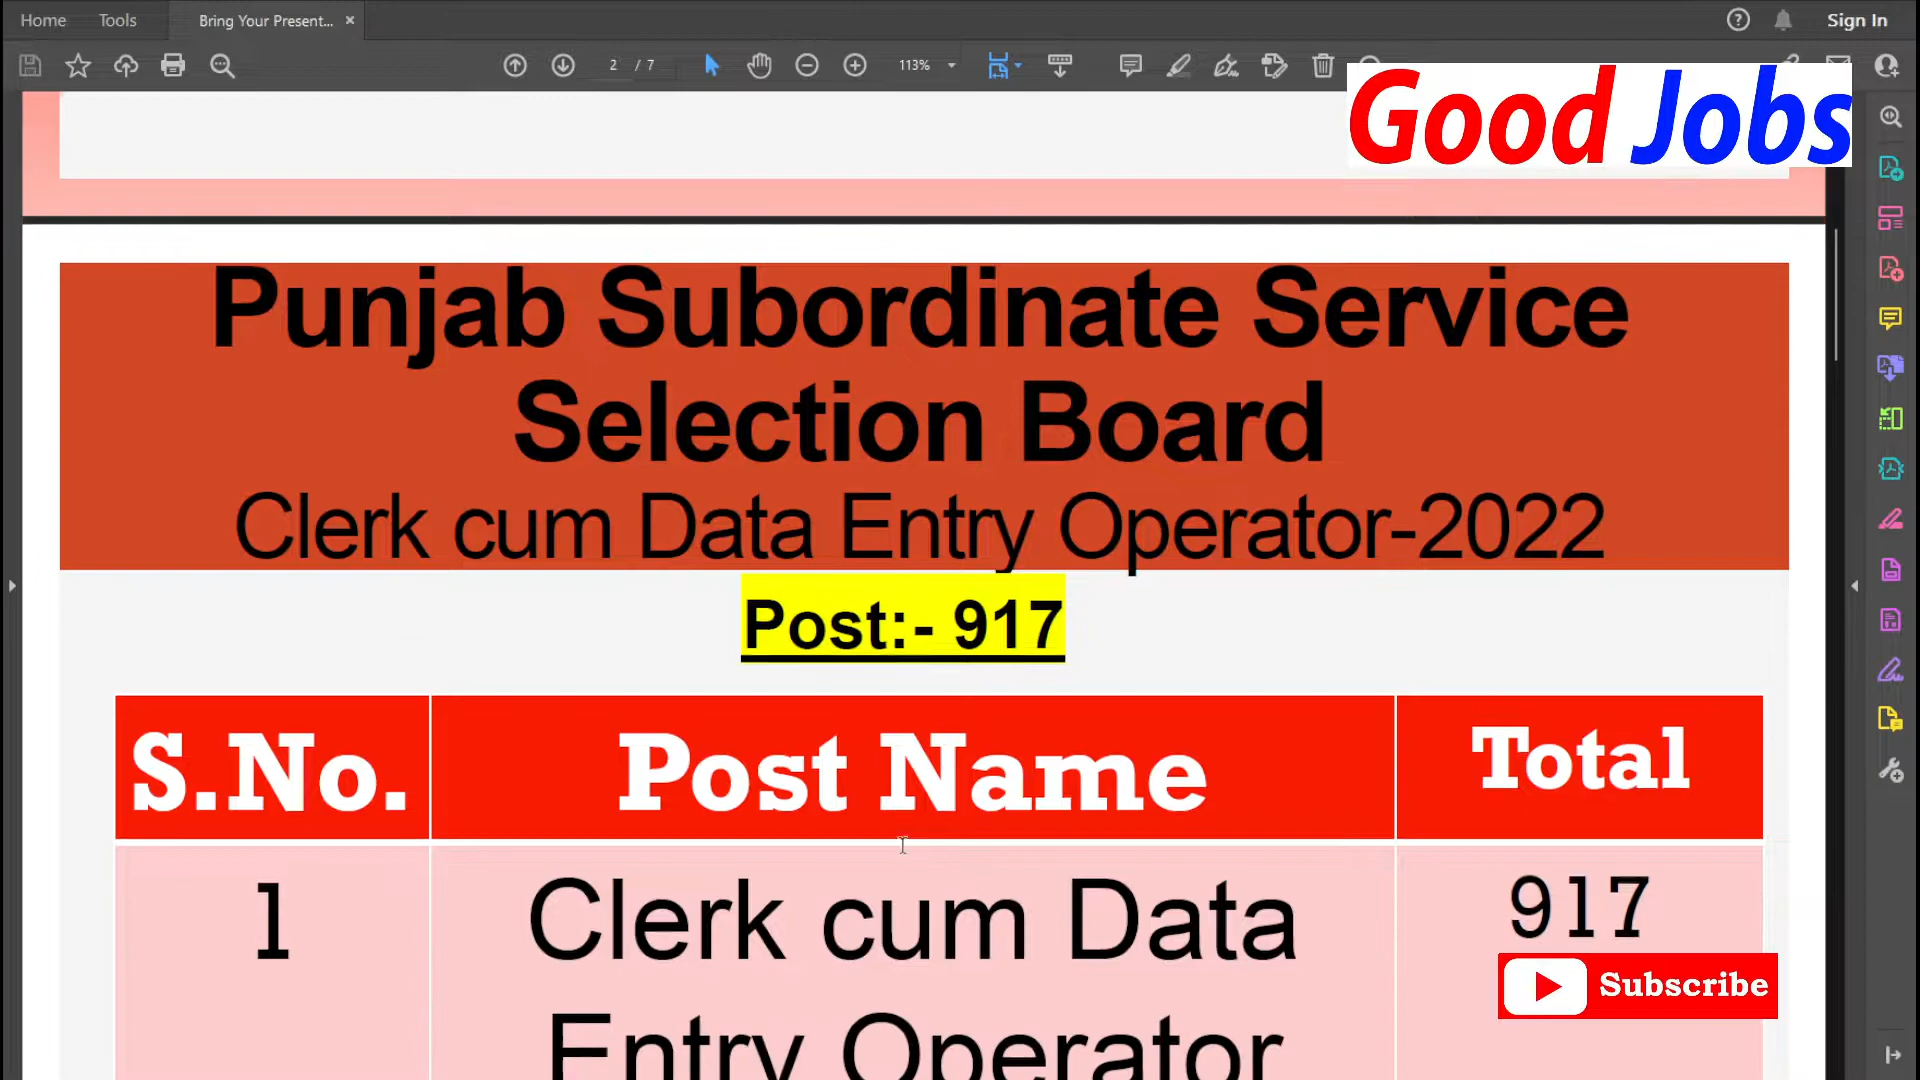 Home Tools Bring Your Present... × Sign In
2 / 7 113%
Good Jobs
Punjab Subordinate Service
Selection Board
Clerk cum Data Entry Operator-2022
Post:- 917
S.No. Post Name Total
1 Clerk cum Data 917
Entry Operator
Subscribe